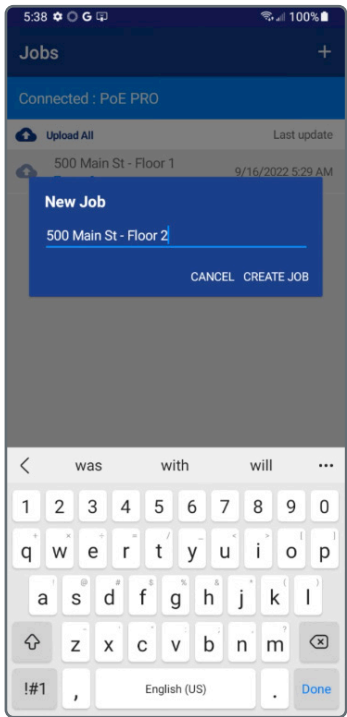 5:38 G 100%
Jobs +
Connected : PoE PRO
Upload All Last update
500 Main St - Floor 1
9/16/2022 5:29 AM
New Job
500 Main St - Floor 2
CANCEL CREATE JOB
was with will ...
1 2 3 4 5 6 7 8 9 0
q w e r t y u i o p
a s d f g h j k l
z x c v b n m
!#1 , English (US) . Done